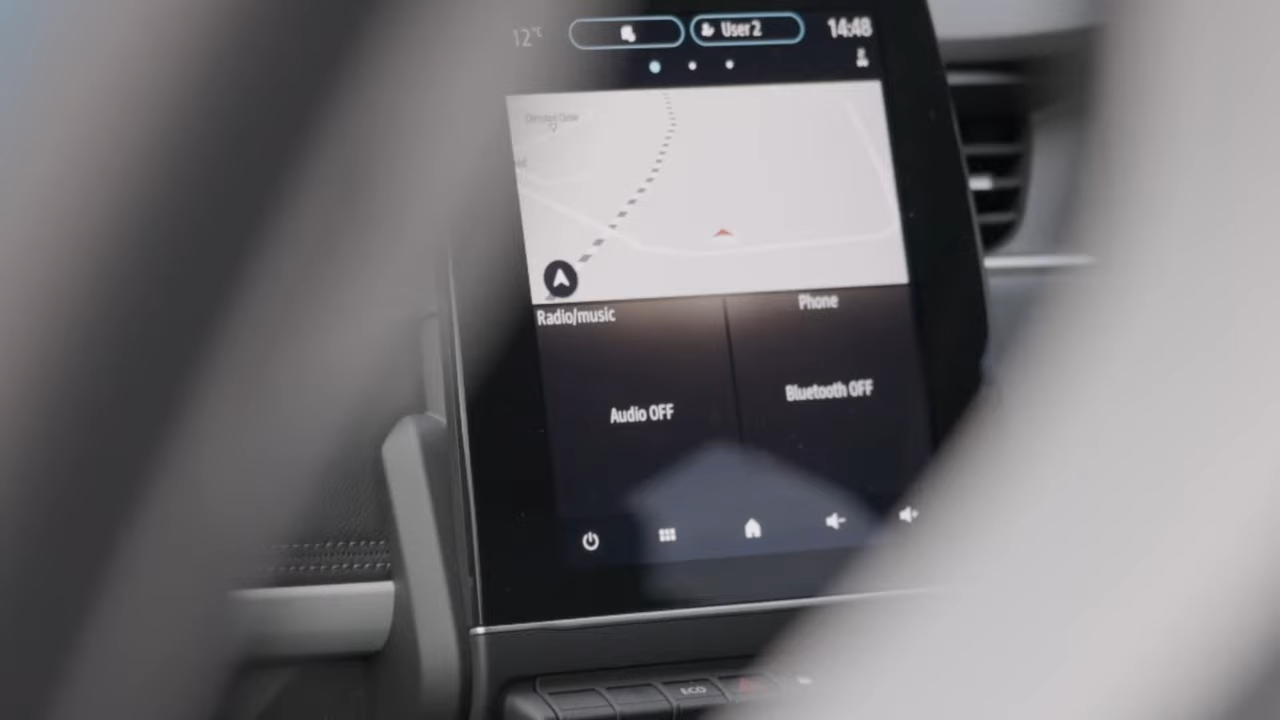 12°C
User 2
14:48
Radio/music
Phone
Audio OFF
Bluetooth OFF
ECO